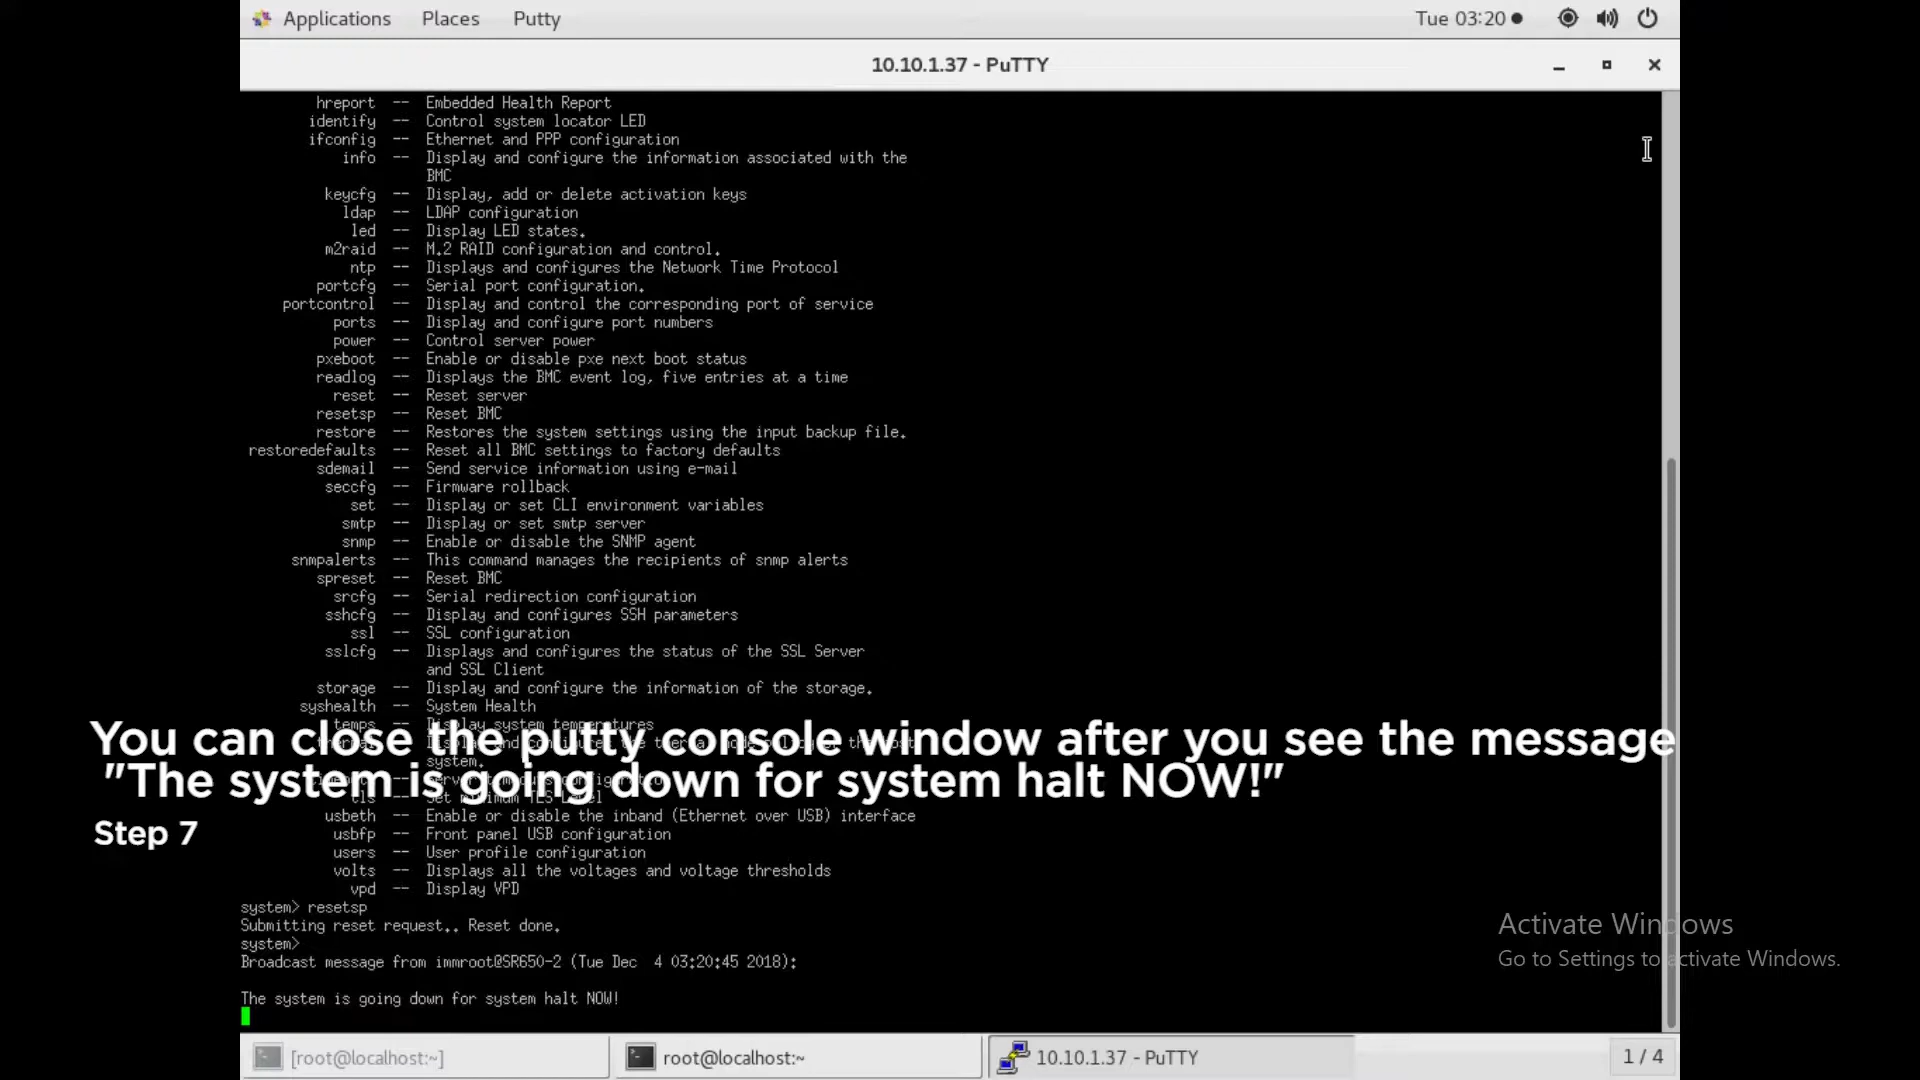 Applications Places Putty Tue 03:20
10.10.1.37 - PuTTY
hreport -- Embedded Health Report
identify -- Control system locator LED
ifconfig -- Ethernet and PPP configuration
info -- Display and configure the information associated with the
BMC
keycfg -- Display, add or delete activation keys
ldap -- LDAP configuration
led -- Display LED states.
m2raid -- M.2 RAID configuration and control.
ntp -- Displays and configures the Network Time Protocol
portcfg -- Serial port configuration.
portcontrol -- Display and control the corresponding port of service
ports -- Display and configure port numbers
power -- Control server power
pxeboot -- Enable or disable pxe next boot status
readlog -- Displays the BMC event log, five entries at a time
reset -- Reset server
resetsp -- Reset BMC
restore -- Restores the system settings using the input backup file.
restoredefaults -- Reset all BMC settings to factory defaults
sdemail -- Send service information using e-mail
seccfg -- Firmware rollback
set -- Display or set CLI environment variables
smtp -- Display or set smtp server
snmp -- Enable or disable the SNMP agent
snmpalerts -- This command manages the recipients of snmp alerts
spreset -- Reset BMC
srcfg -- Serial redirection configuration
sshcfg -- Display and configures SSH parameters
ssl -- SSL configuration
sslcfg -- Displays and configures the status of the SSL Server
and SSL Client
storage -- Display and configure the information of the storage.
syshealth -- System Health
temps -- Display system temperatures
You can close the putty console window after you see the message
system.
"The system is going down for system halt NOW!"
tls -- Set minimum TLS Level
usbeth -- Enable or disable the inband (Ethernet over USB) interface
Step 7
usbfp -- Front panel USB configuration
users -- User profile configuration
volts -- Displays all the voltages and voltage thresholds
vpd -- Display VPD
system> resetsp
Submitting reset request.. Reset done.
system>
Broadcast message from immroot@SR650-2 (Tue Dec 4 03:20:45 2018):
The system is going down for system halt NOW!
Activate Windows
Go to Settings to activate Windows.
[root@localhost:~] root@localhost:~ 10.10.1.37 - PuTTY 1 / 4